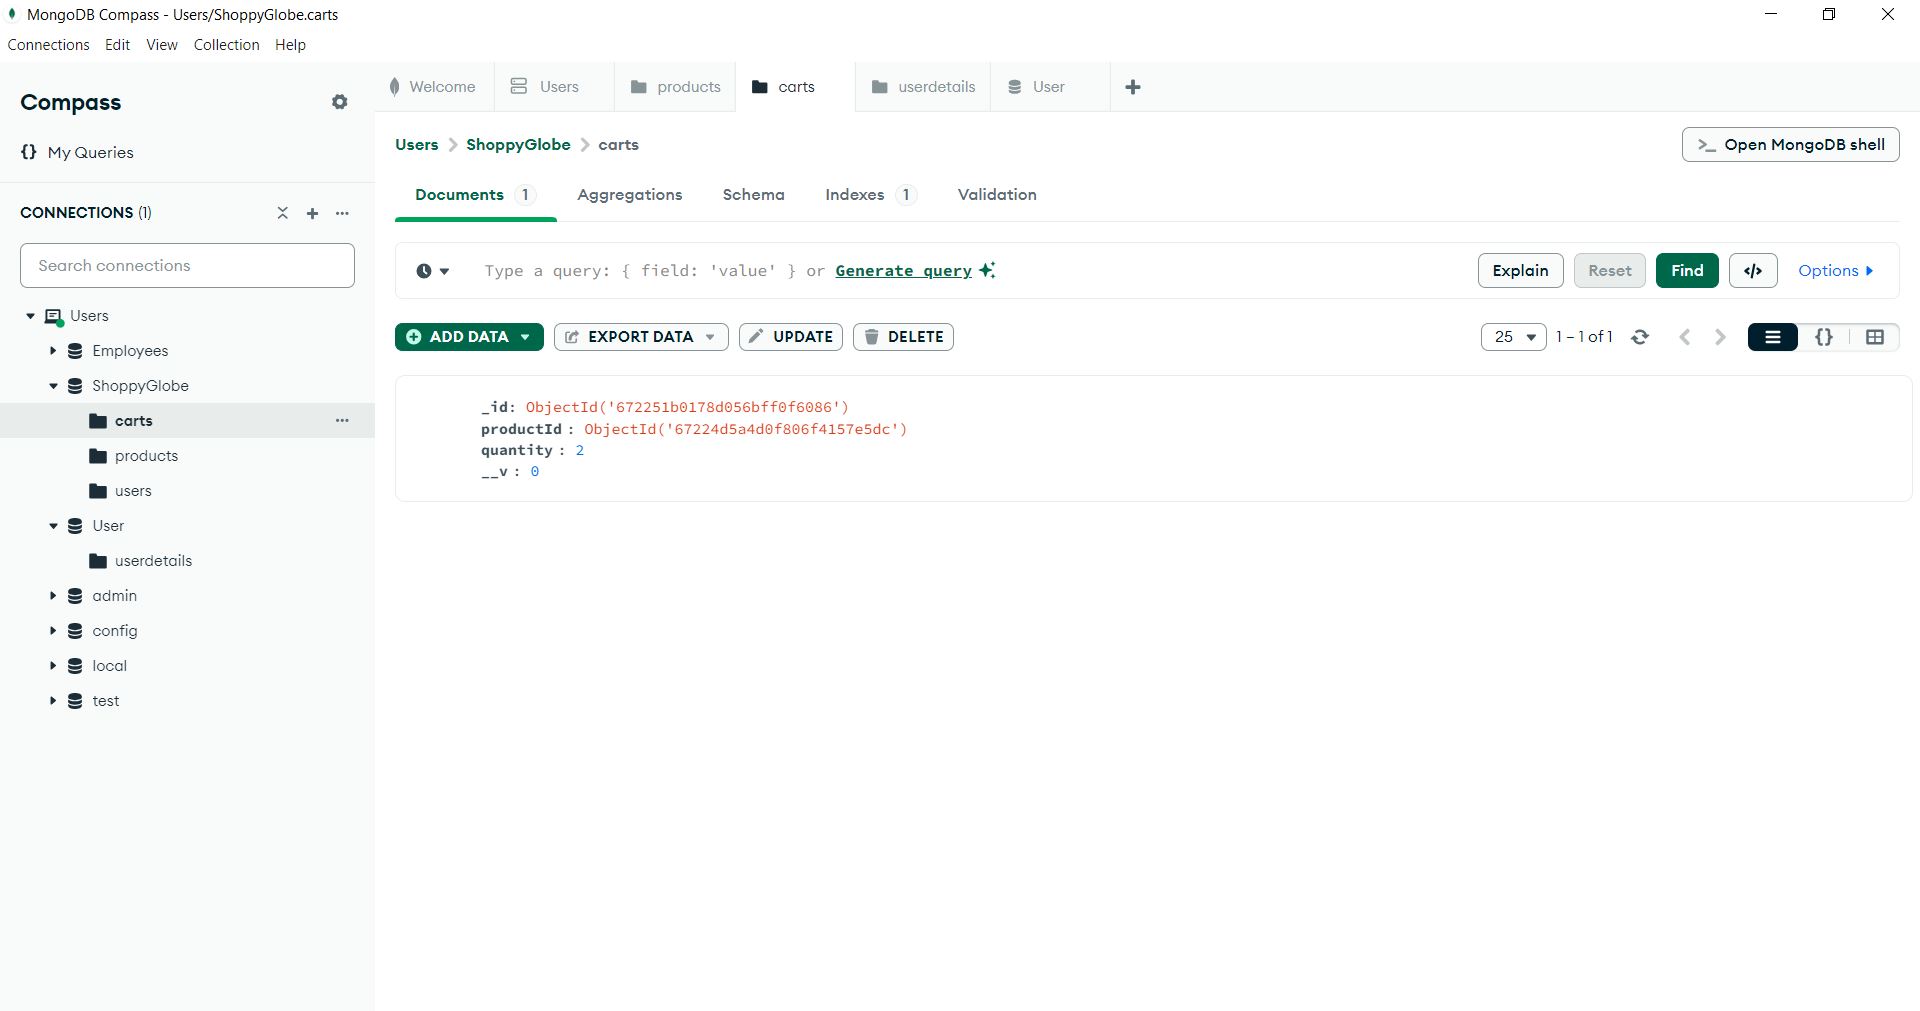 MongoDB Compass - Users/ShoppyGlobe.carts
Connections Edit View Collection Help
Compass
My Queries
CONNECTIONS (1)
Search connections
Users
Employees
ShoppyGlobe
carts
products
users
User
userdetails
admin
config
local
test
Welcome Users products carts userdetails User
Users > ShoppyGlobe > carts
>_ Open MongoDB shell
Documents 1 Aggregations Schema Indexes 1 Validation
Type a query: { field: 'value' } or Generate query
Explain Reset Find </> Options
ADD DATA EXPORT DATA UPDATE DELETE
25 1 – 1 of 1 {}
_id: ObjectId('672251b0178d056bff0f6086')
productId : ObjectId('67224d5a4d0f806f4157e5dc')
quantity : 2
__v : 0